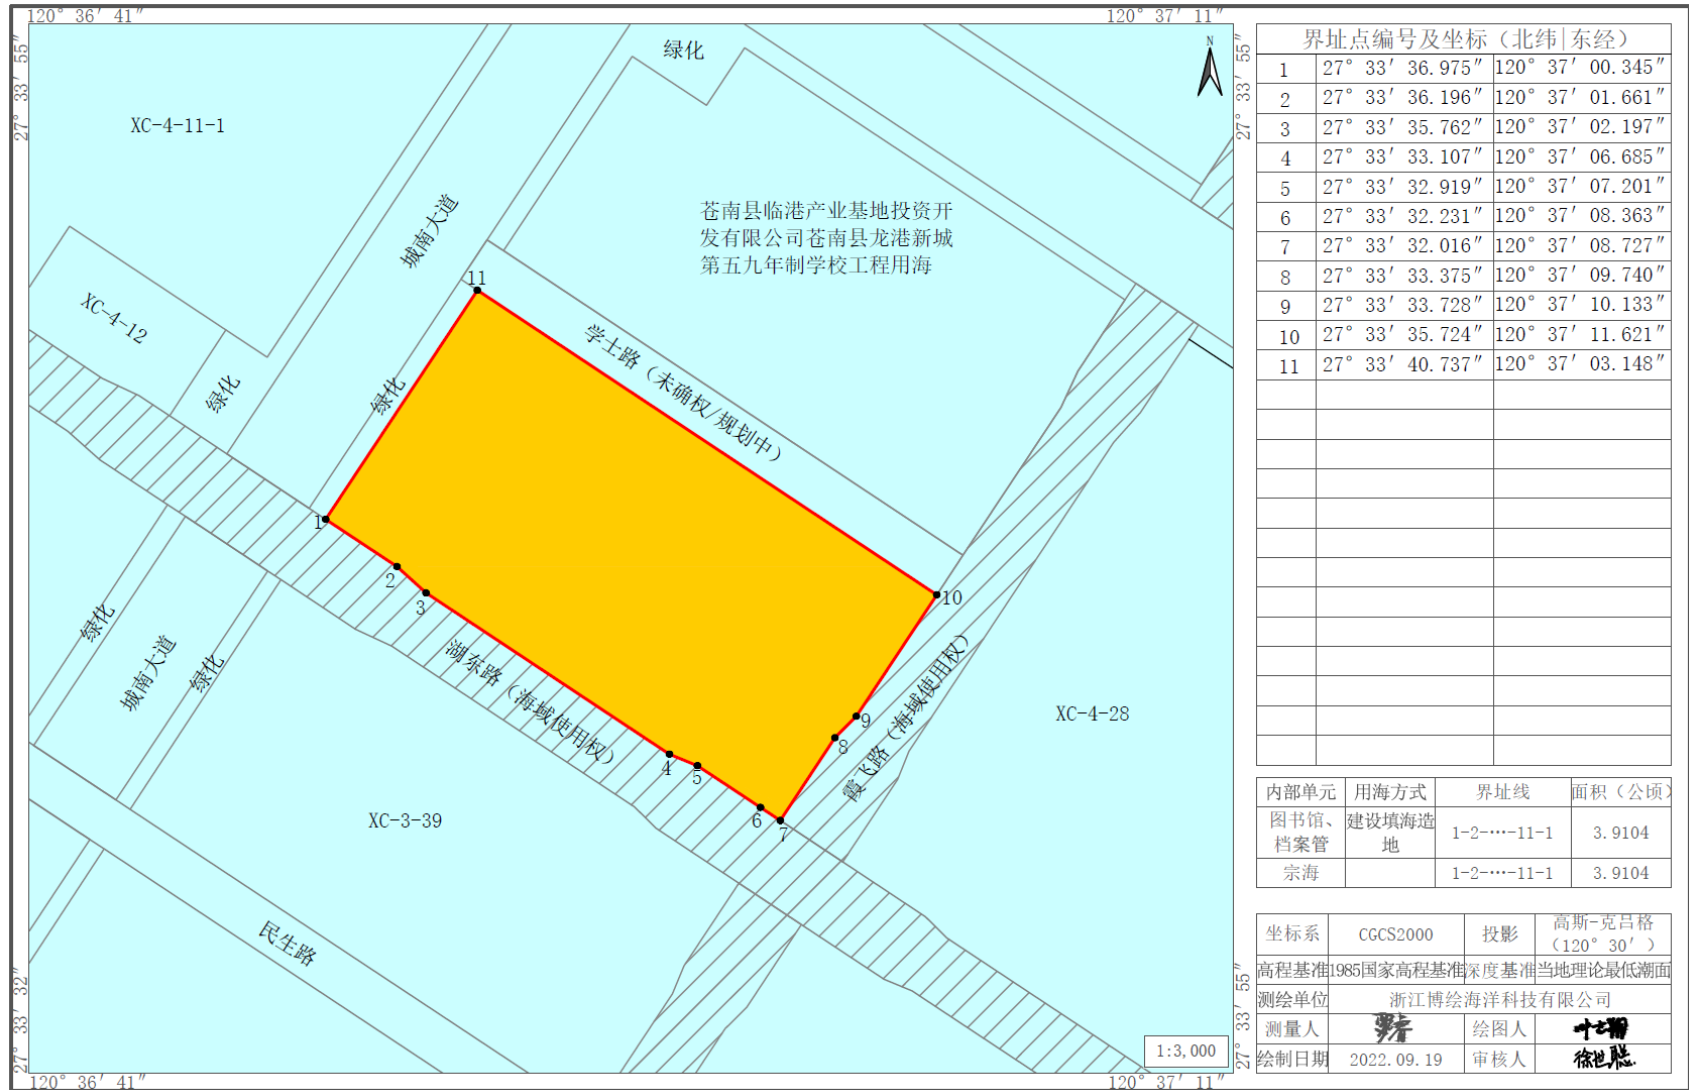 120° 36′ 41″
120° 37′ 11″
27° 33′ 55″
27° 33′ 55″
绿化
N
XC-4-11-1
城南大道
苍南县临港产业基地投资开
发有限公司苍南县龙港新城
第五九年制学校工程用海
11
XC-4-12
学士路（未确权/规划中）
绿化
绿化
1
2
3
10
绿化
城南大道
绿化
湖东路（海域使用权）
霞飞路（海域使用权）
9
8
4
5
6
7
XC-4-28
XC-3-39
民生路
27° 33′ 32″
27° 33′ 55″
1:3,000
120° 36′ 41″
120° 37′ 11″
界址点编号及坐标（北纬|东经）
1 27° 33′ 36.975″ 120° 37′ 00.345″
2 27° 33′ 36.196″ 120° 37′ 01.661″
3 27° 33′ 35.762″ 120° 37′ 02.197″
4 27° 33′ 33.107″ 120° 37′ 06.685″
5 27° 33′ 32.919″ 120° 37′ 07.201″
6 27° 33′ 32.231″ 120° 37′ 08.363″
7 27° 33′ 32.016″ 120° 37′ 08.727″
8 27° 33′ 33.375″ 120° 37′ 09.740″
9 27° 33′ 33.728″ 120° 37′ 10.133″
10 27° 33′ 35.724″ 120° 37′ 11.621″
11 27° 33′ 40.737″ 120° 37′ 03.148″
内部单元 用海方式 界址线 面积（公顷）
图书馆、
档案管 建设填海造
地 1-2-…-11-1 3.9104
宗海 1-2-…-11-1 3.9104
坐标系 CGCS2000 投影 高斯-克吕格
（120° 30′）
高程基准 1985国家高程基准 深度基准 当地理论最低潮面
测绘单位 浙江博绘海洋科技有限公司
测量人 绘图人
绘制日期 2022.09.19 审核人 徐世聪